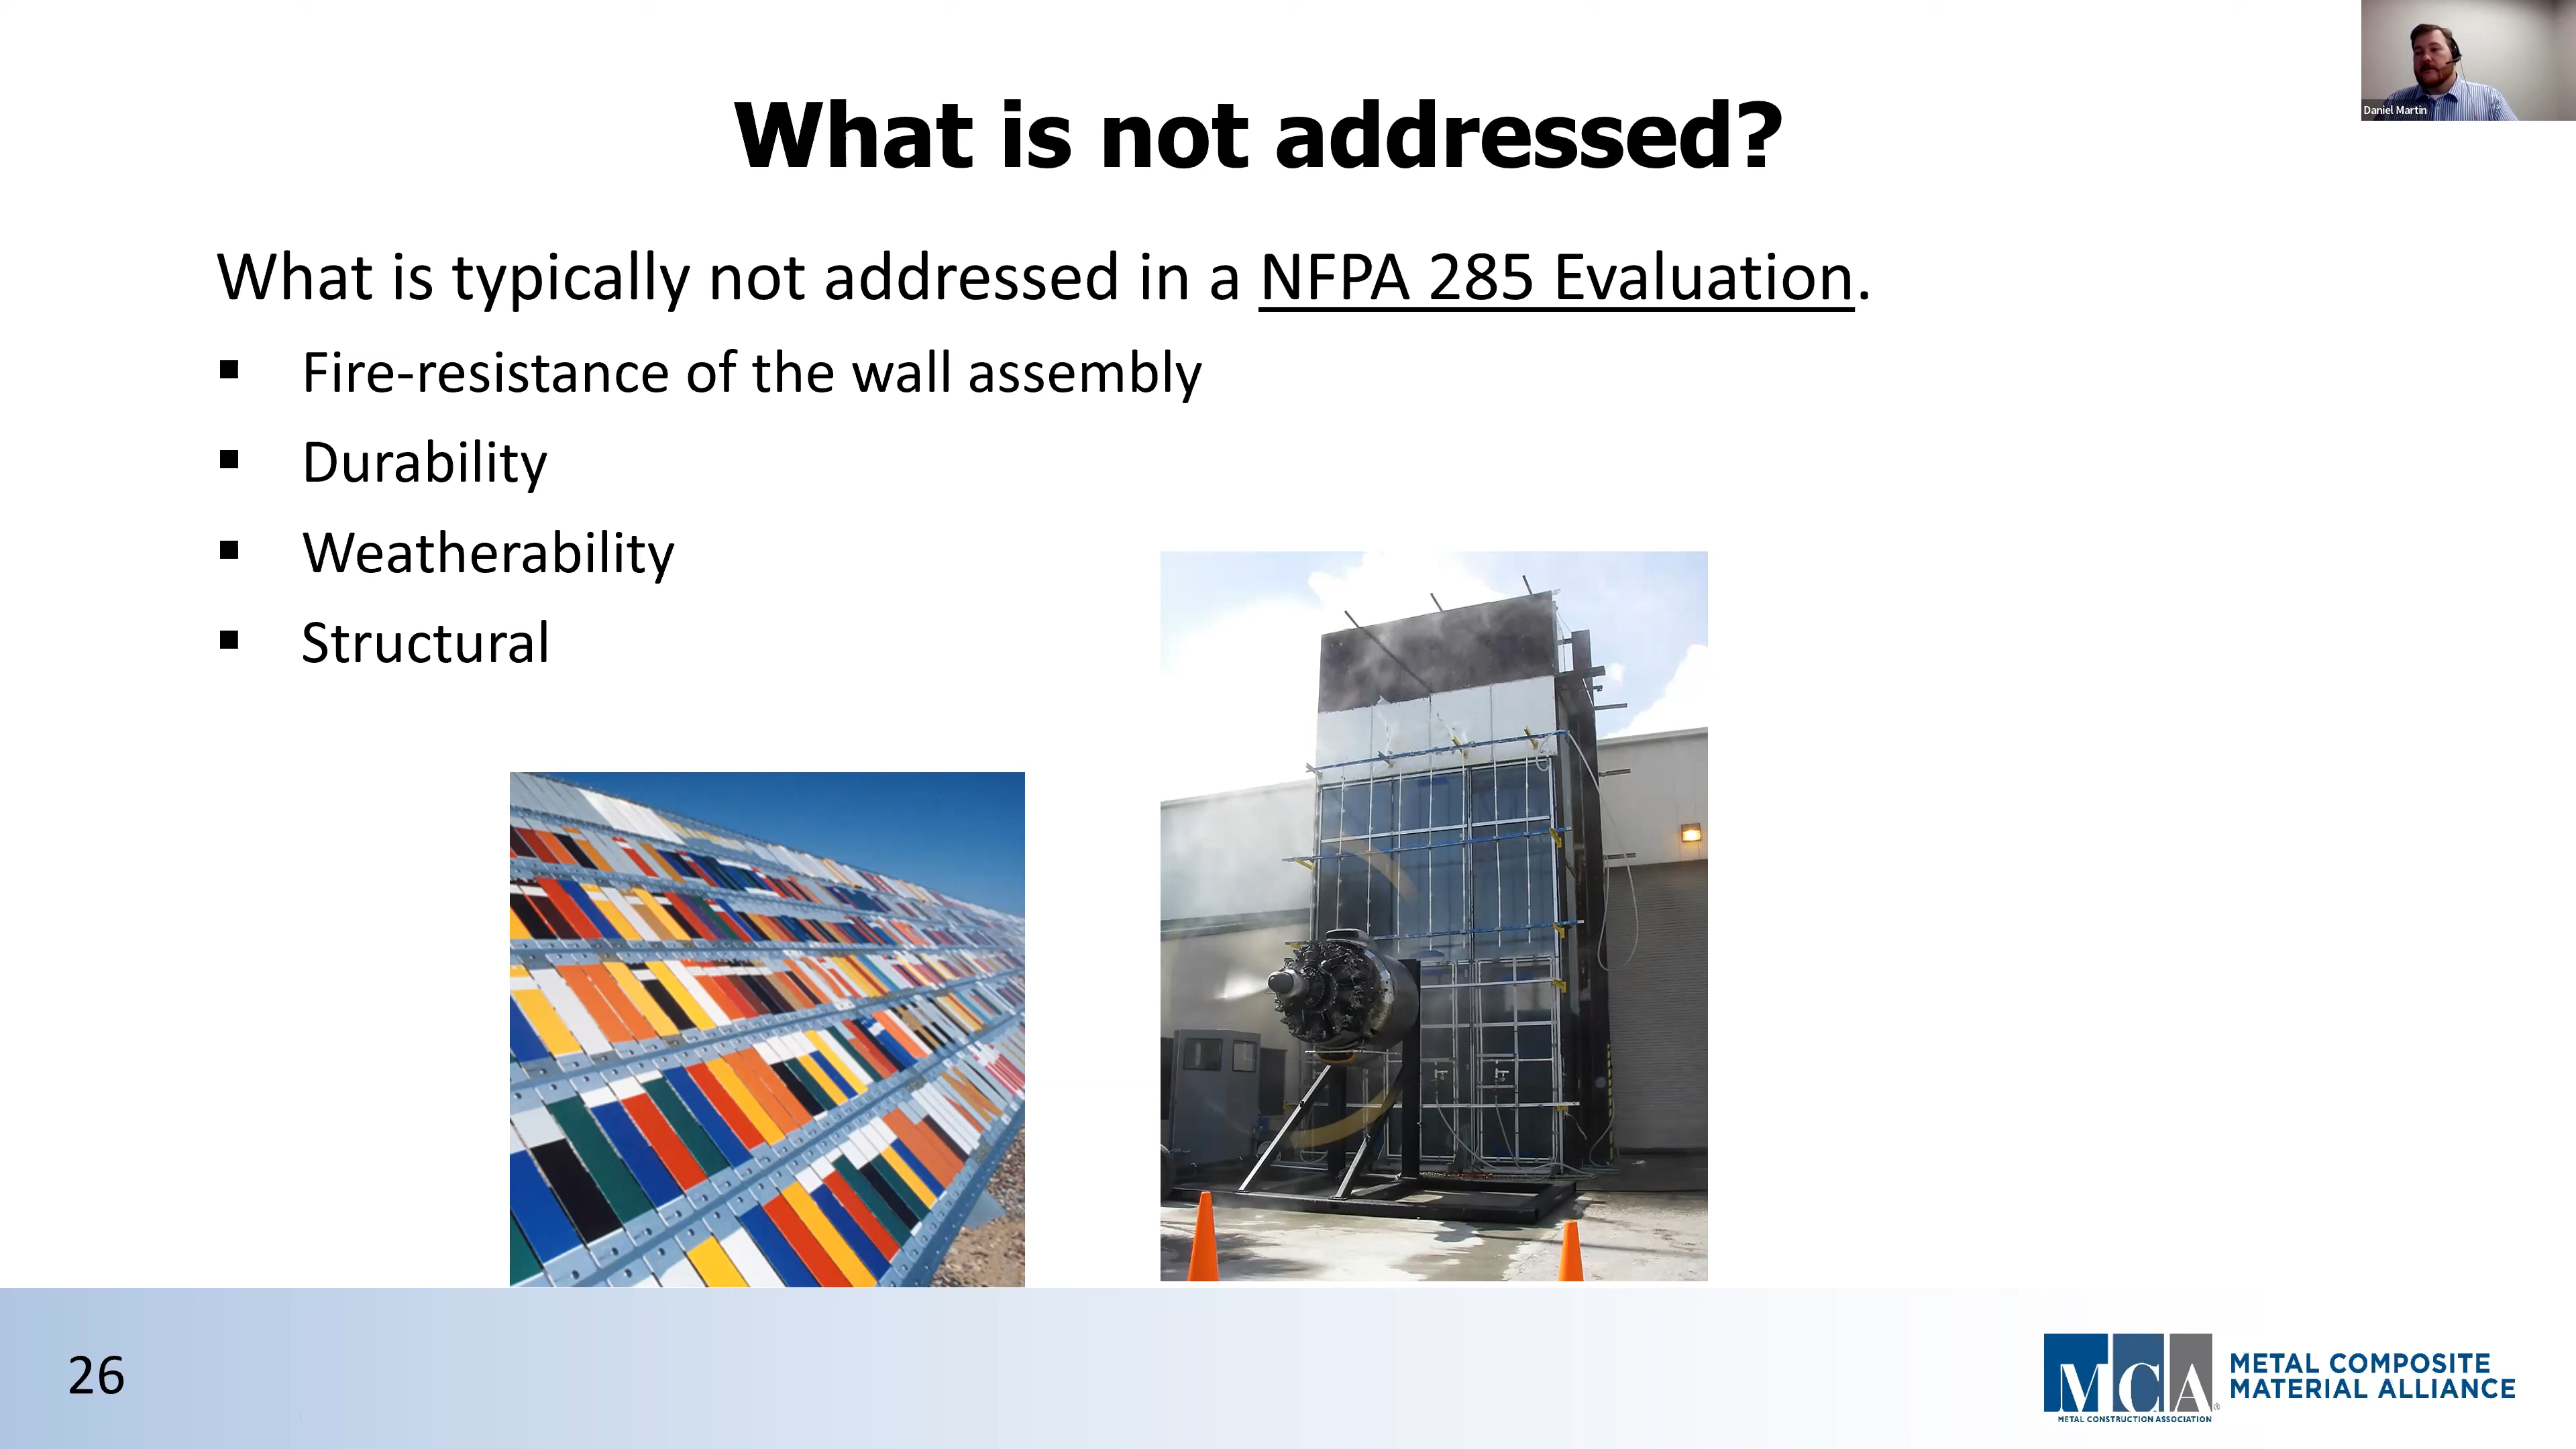 Daniel Martin
What is not addressed?
What is typically not addressed in a NFPA 285 Evaluation.
▪ Fire-resistance of the wall assembly
▪ Durability
▪ Weatherability
▪ Structural
26
MCA®
METAL CONSTRUCTION ASSOCIATION
METAL COMPOSITE
MATERIAL ALLIANCE